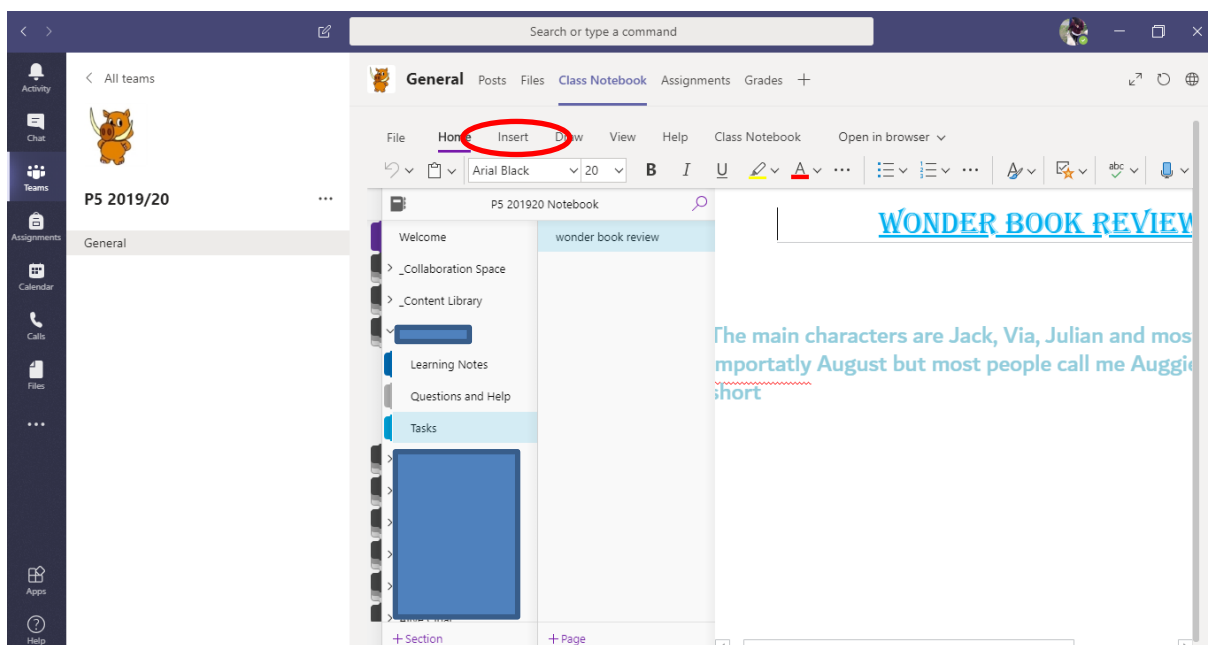 Search or type a command
Activity
Chat
Teams
Assignments
Calendar
Calls
Files
Apps
Help
All teams
P5 2019/20
General
General Posts Files Class Notebook Assignments Grades
File Home Insert Draw View Help Class Notebook Open in browser
Arial Black 20 B I U A abc
P5 201920 Notebook
Welcome
_Collaboration Space
_Content Library
Learning Notes
Questions and Help
Tasks
+ Section
wonder book review
+ Page
WONDER BOOK REVIEW
The main characters are Jack, Via, Julian and mos
mportatly August but most people call me Auggie
short